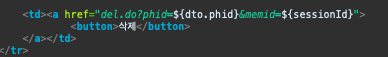 <td><a href="del.do?phid=${dto.phid}&memid=${sessionId}">
<button>삭제</button>
</a></td>
</tr>